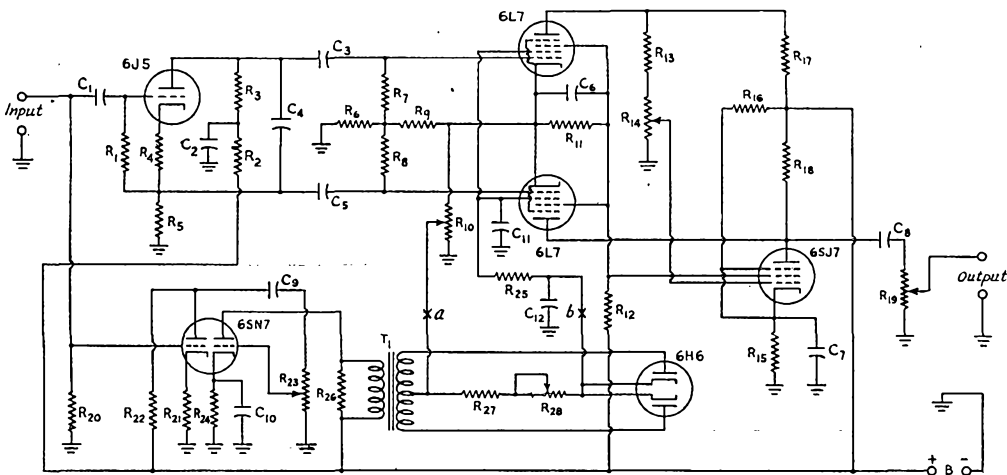 6L7
R13
R17
6J5
C3
C1
R3
C6
R16
Input
R7
R14
C4
R6
R9
R11
R18
R1
R4
C2
R2
R8
C5
R10
C8
R5
C11
6L7
6SJ7
Output
R25
R19
C9
a
C12
b
R12
6SN7
T1
6H6
R15
C7
R23
R26
R20
R22
R21
R24
C10
R27
R28
+ B -